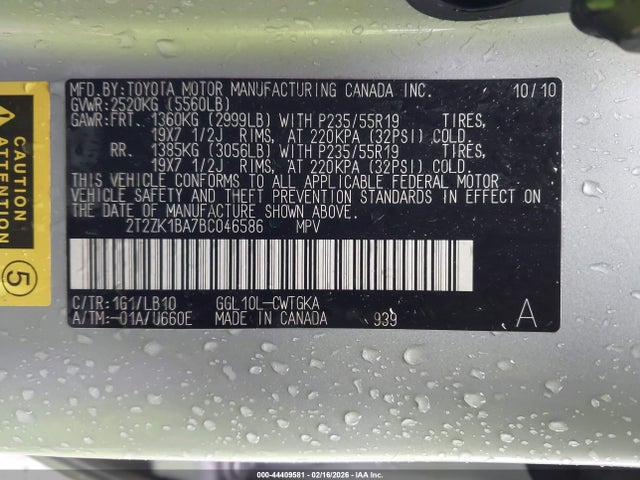 MFD.BY:TOYOTA MOTOR MANUFACTURING CANADA INC. 10/10
GVWR:2520KG (5560LB)
GAWR:FRT. 1360KG (2999LB) WITH P235/55R19 TIRES,
19X7 1/2J RIMS, AT 220KPA (32PSI) COLD.
RR. 1385KG (3056LB) WITH P235/55R19 TIRES,
19X7 1/2J RIMS, AT 220KPA (32PSI) COLD.
THIS VEHICLE CONFORMS TO ALL APPLICABLE FEDERAL MOTOR
VEHICLE SAFETY AND THEFT PREVENTION STANDARDS IN EFFECT ON
THE DATE OF MANUFACTURE SHOWN ABOVE.
2T2ZK1BA7BC046586 MPV
C/TR:1G1/LB10 GGL10L-CWTGKA
A/TM:-01A/U660E MADE IN CANADA 939 A
CAUTION
ATTENTION
5
000-44409581 - 02/16/2026 - IAA Inc.